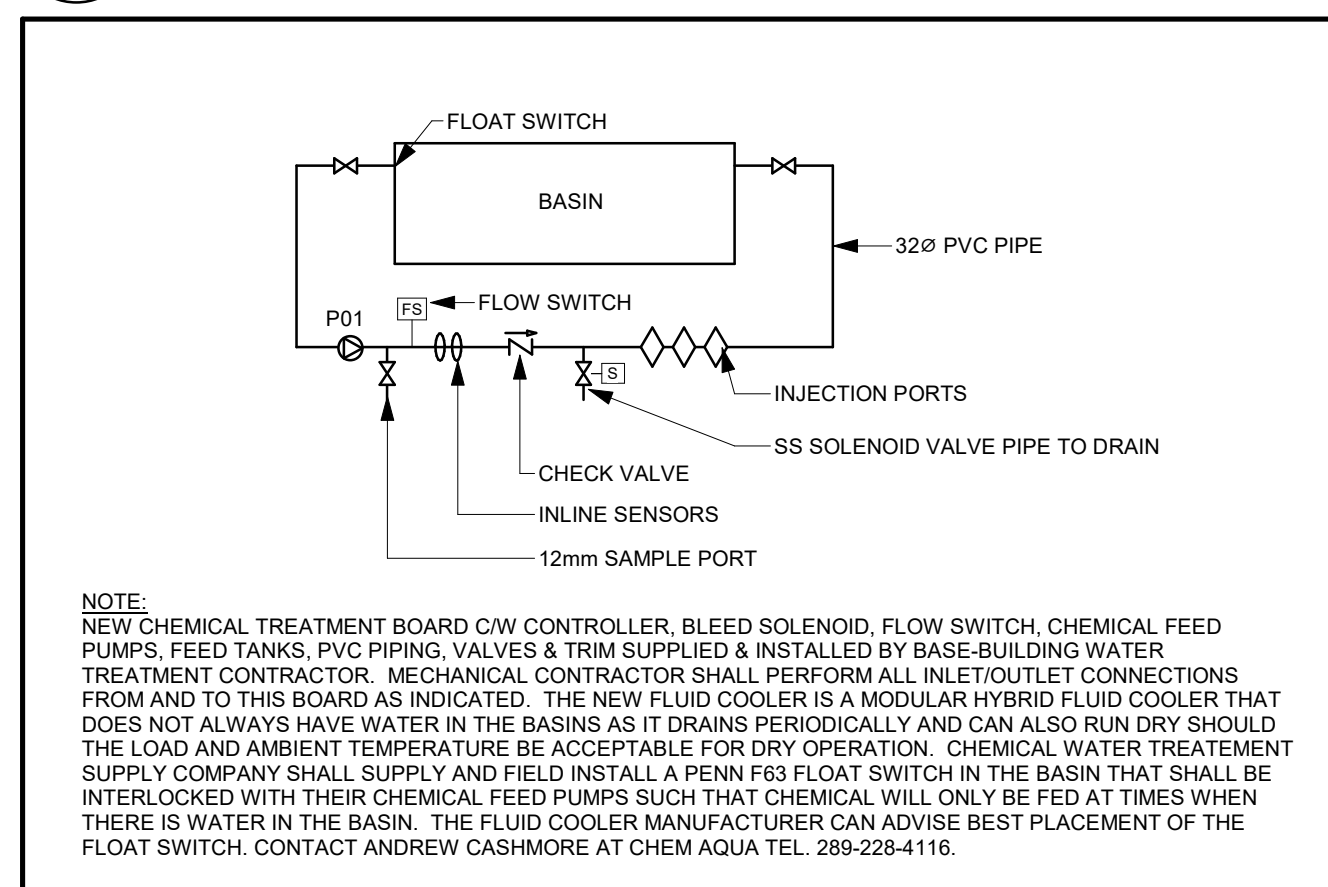 FLOAT SWITCH
BASIN
32Ø PVC PIPE
P01
FS
FLOW SWITCH
S
INJECTION PORTS
SS SOLENOID VALVE PIPE TO DRAIN
CHECK VALVE
INLINE SENSORS
12mm SAMPLE PORT
NOTE:
NEW CHEMICAL TREATMENT BOARD C/W CONTROLLER, BLEED SOLENOID, FLOW SWITCH, CHEMICAL FEED
PUMPS, FEED TANKS, PVC PIPING, VALVES & TRIM SUPPLIED & INSTALLED BY BASE-BUILDING WATER
TREATMENT CONTRACTOR. MECHANICAL CONTRACTOR SHALL PERFORM ALL INLET/OUTLET CONNECTIONS
FROM AND TO THIS BOARD AS INDICATED. THE NEW FLUID COOLER IS A MODULAR HYBRID FLUID COOLER THAT
DOES NOT ALWAYS HAVE WATER IN THE BASINS AS IT DRAINS PERIODICALLY AND CAN ALSO RUN DRY SHOULD
THE LOAD AND AMBIENT TEMPERATURE BE ACCEPTABLE FOR DRY OPERATION. CHEMICAL WATER TREATEMENT
SUPPLY COMPANY SHALL SUPPLY AND FIELD INSTALL A PENN F63 FLOAT SWITCH IN THE BASIN THAT SHALL BE
INTERLOCKED WITH THEIR CHEMICAL FEED PUMPS SUCH THAT CHEMICAL WILL ONLY BE FED AT TIMES WHEN
THERE IS WATER IN THE BASIN. THE FLUID COOLER MANUFACTURER CAN ADVISE BEST PLACEMENT OF THE
FLOAT SWITCH. CONTACT ANDREW CASHMORE AT CHEM AQUA TEL. 289-228-4116.